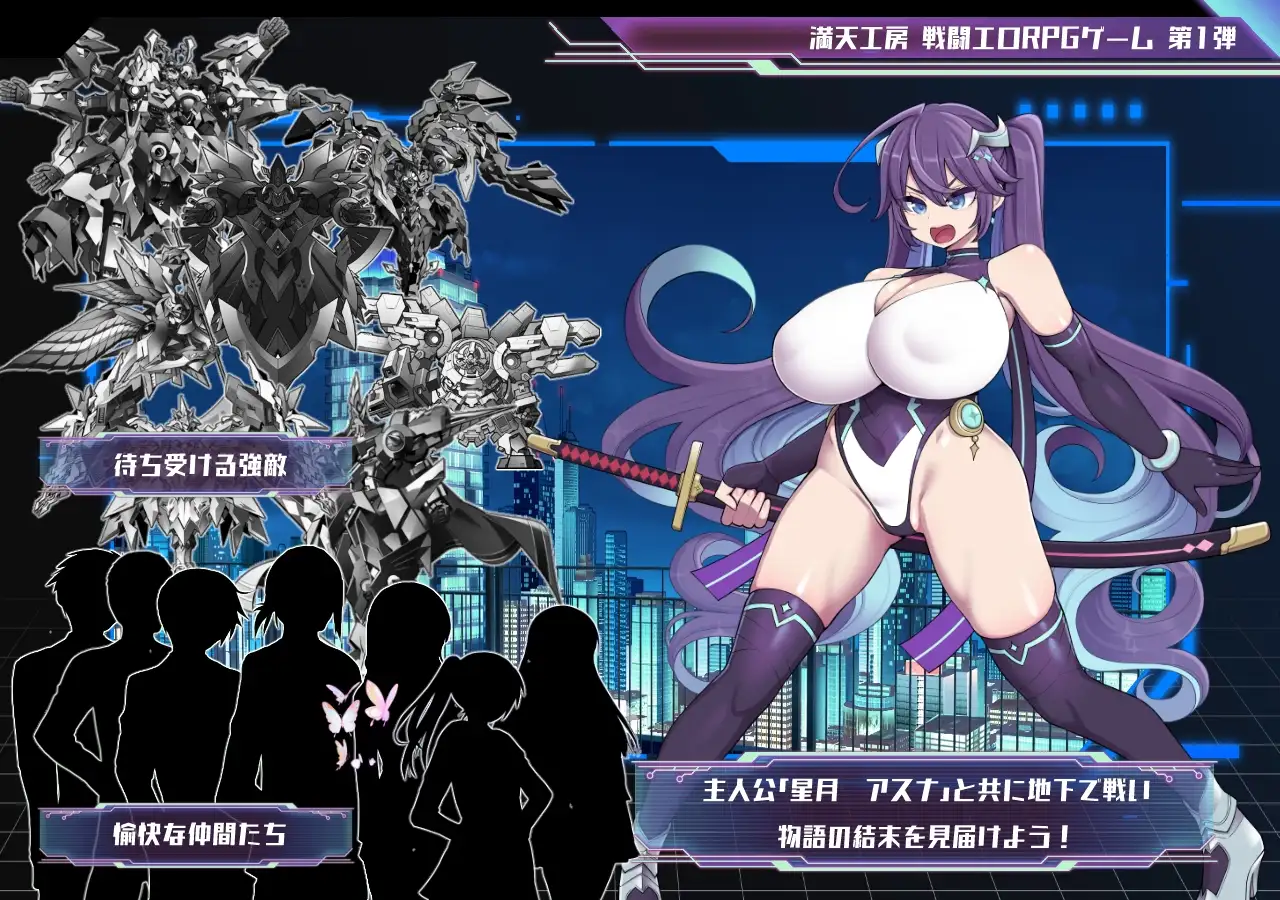 満天工房 戦闘エロRPGゲーム 第1弾
待ち受ける強敵
愉快な仲間たち
主人公「星月　アスナ」と共に地下で戦い
物語の結末を見届けよう！